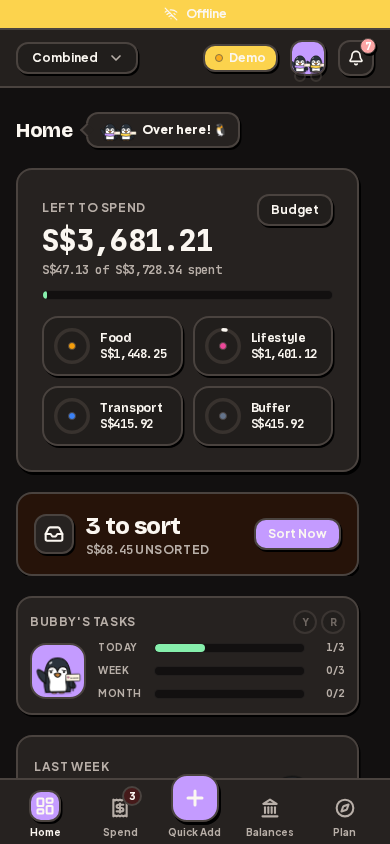 Offline
Combined
Demo
7
Home
Over here! 🐧
LEFT TO SPEND
Budget
S$3,681.21
S$47.13 of S$3,728.34 spent
Food
S$1,448.25
Lifestyle
S$1,401.12
Transport
S$415.92
Buffer
S$415.92
3 to sort
S$68.45 UNSORTED
Sort Now
BUBBY'S TASKS
Y R
TODAY 1/3
WEEK 0/3
MONTH 0/2
LAST WEEK
3
Home
Spend
Quick Add
Balances
Plan